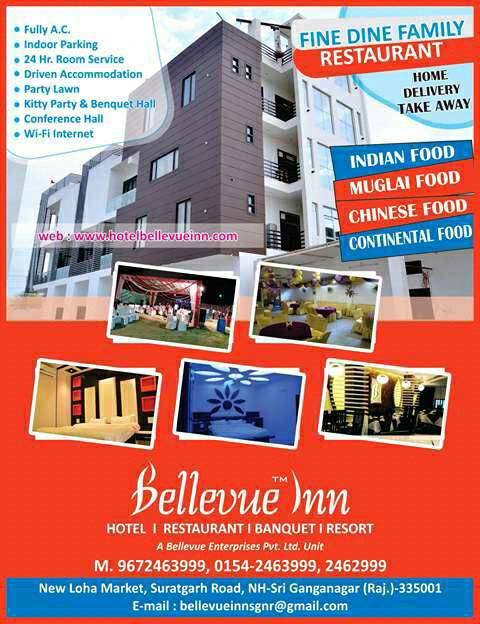 • Fully A.C.
• Indoor Parking
• 24 Hr. Room Service
• Driven Accommodation
• Party Lawn
• Kitty Party & Benquet Hall
• Conference Hall
• Wi-Fi Internet
FINE DINE FAMILY
RESTAURANT
HOME
DELIVERY
TAKE AWAY
INDIAN FOOD
MUGLAI FOOD
CHINESE FOOD
CONTINENTAL FOOD
web : www.hotelbellevueinn.com
Bellevue™ Inn
HOTEL I RESTAURANT I BANQUET I RESORT
A Bellevue Enterprises Pvt. Ltd. Unit
M. 9672463999, 0154-2463999, 2462999
New Loha Market, Suratgarh Road, NH-Sri Ganganagar (Raj.)-335001
E-mail : bellevueinnsgnr@gmail.com